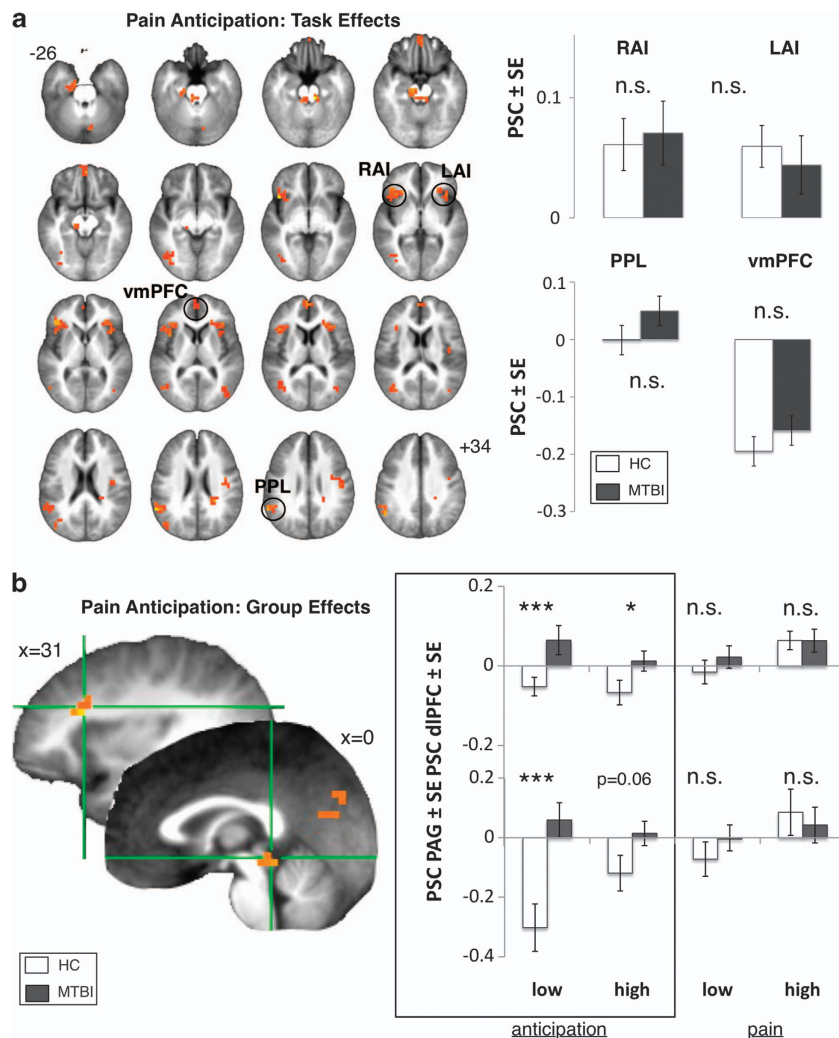 a
Pain Anticipation: Task Effects
-26
RAI
LAI
vmPFC
PPL
+34
RAI LAI
n.s. n.s.
PSC ± SE
0.1
0
PPL vmPFC
0.1
0
-0.1
-0.2
-0.3
n.s.
n.s.
PSC ± SE
HC
MTBI
b
Pain Anticipation: Group Effects
x=31
x=0
HC
MTBI
PSC PAG ± SE PSC dlPFC ± SE
0.2
0
-0.2
*** * n.s. n.s.
0.2
0
-0.2
-0.4
*** p=0.06 n.s. n.s.
low high low high
anticipation pain